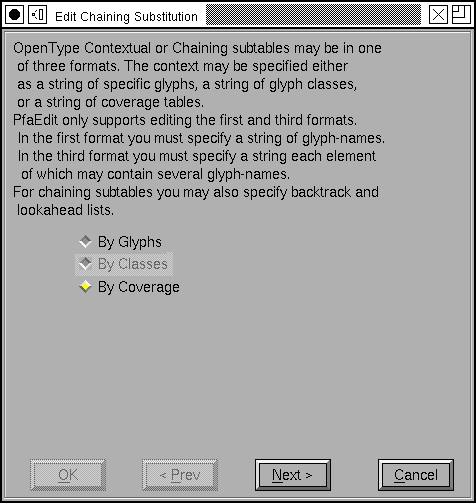 Edit Chaining Substitution
OpenType Contextual or Chaining subtables may be in one
of three formats. The context may be specified either
as a string of specific glyphs, a string of glyph classes,
or a string of coverage tables.
PfaEdit only supports editing the first and third formats.
In the first format you must specify a string of glyph-names.
In the third format you must specify a string each element
of which may contain several glyph-names.
For chaining subtables you may also specify backtrack and
lookahead lists.
By Glyphs
By Classes
By Coverage
OK
< Prev
Next >
Cancel